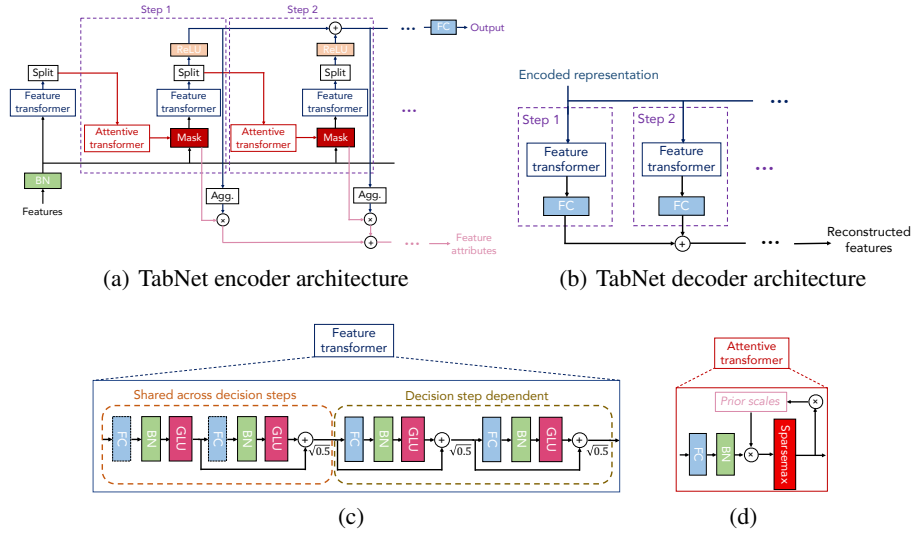 Step 1
Step 2
FC
Output
ReLU
ReLU
Split
Split
Split
Feature
transformer
Feature
transformer
Feature
transformer
Attentive
transformer
Mask
Attentive
transformer
Mask
BN
Features
Agg.
Agg.
Feature
attributes
(a) TabNet encoder architecture
Encoded representation
Step 1
Step 2
Feature
transformer
Feature
transformer
FC
FC
Reconstructed
features
(b) TabNet decoder architecture
Feature
transformer
Shared across decision steps
Decision step dependent
FC
BN
GLU
FC
BN
GLU
√0.5
FC
BN
GLU
√0.5
FC
BN
GLU
√0.5
(c)
Attentive
transformer
Prior scales
FC
BN
Sparsemax
(d)